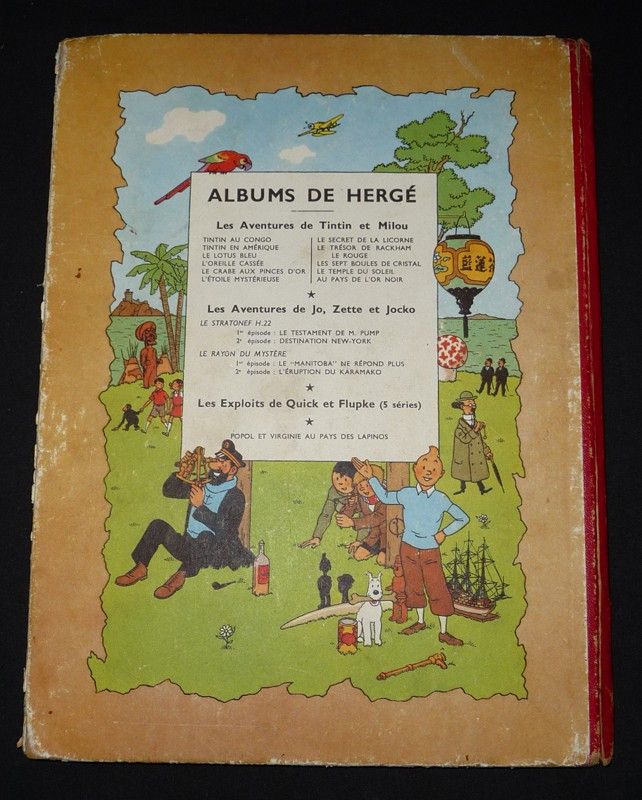 ALBUMS DE HERGÉ
Les Aventures de Tintin et Milou
TINTIN AU CONGO
TINTIN EN AMÉRIQUE
LE LOTUS BLEU
L'OREILLE CASSÉE
LE CRABE AUX PINCES D'OR
L'ÉTOILE MYSTÉRIEUSE
LE SECRET DE LA LICORNE
LE TRÉSOR DE RACKHAM
LE ROUGE
LES SEPT BOULES DE CRISTAL
LE TEMPLE DU SOLEIL
AU PAYS DE L'OR NOIR
Les Aventures de Jo, Zette et Jocko
LE STRATONEF H.22
1er épisode : LE TESTAMENT DE M. PUMP
2e épisode : DESTINATION NEW-YORK
LE RAYON DU MYSTÈRE
1er épisode : LE "MANITOBA" NE RÉPOND PLUS
2e épisode : L'ÉRUPTION DU KARAMAKO
Les Exploits de Quick et Flupke (5 séries)
POPOL ET VIRGINIE AU PAYS DES LAPINOS